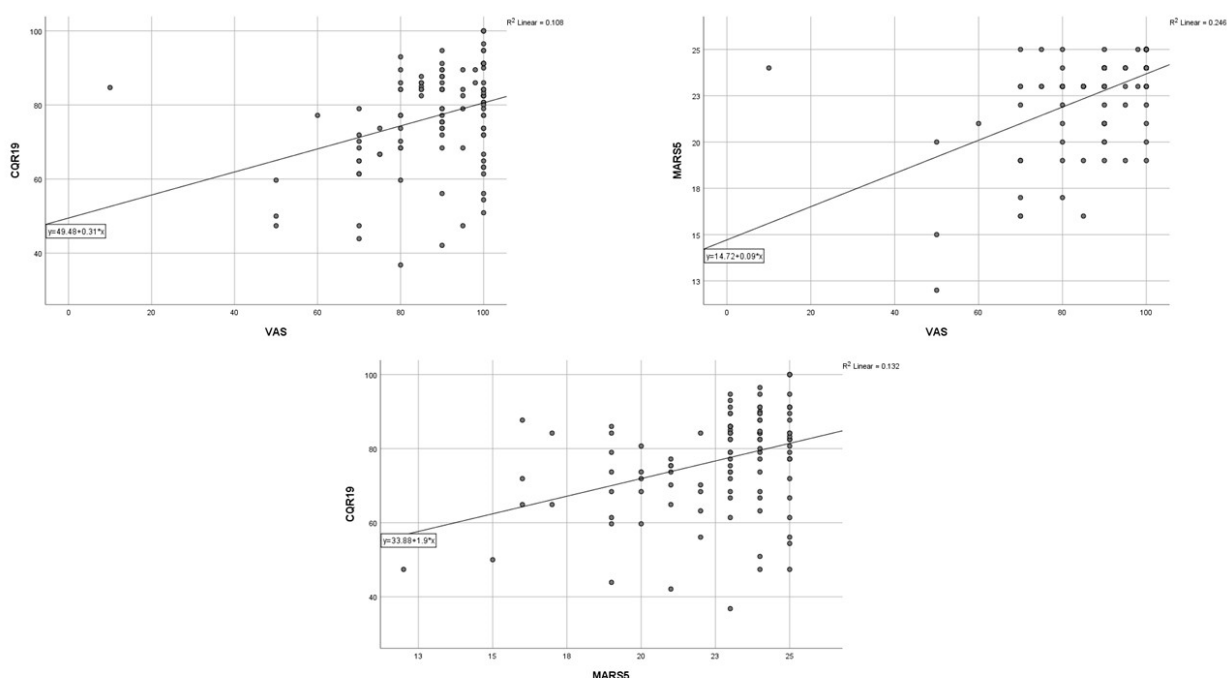 R² Linear = 0.108
100
80
60
40
CQR19
y=49.48+0.31*x
0 20 40 60 80 100
VAS
R² Linear = 0.246
25
23
20
18
15
13
MARS5
y=14.72+0.09*x
0 20 40 60 80 100
VAS
R² Linear = 0.132
100
80
60
40
CQR19
y=33.88+1.9*x
13 15 18 20 23 25
MARS5